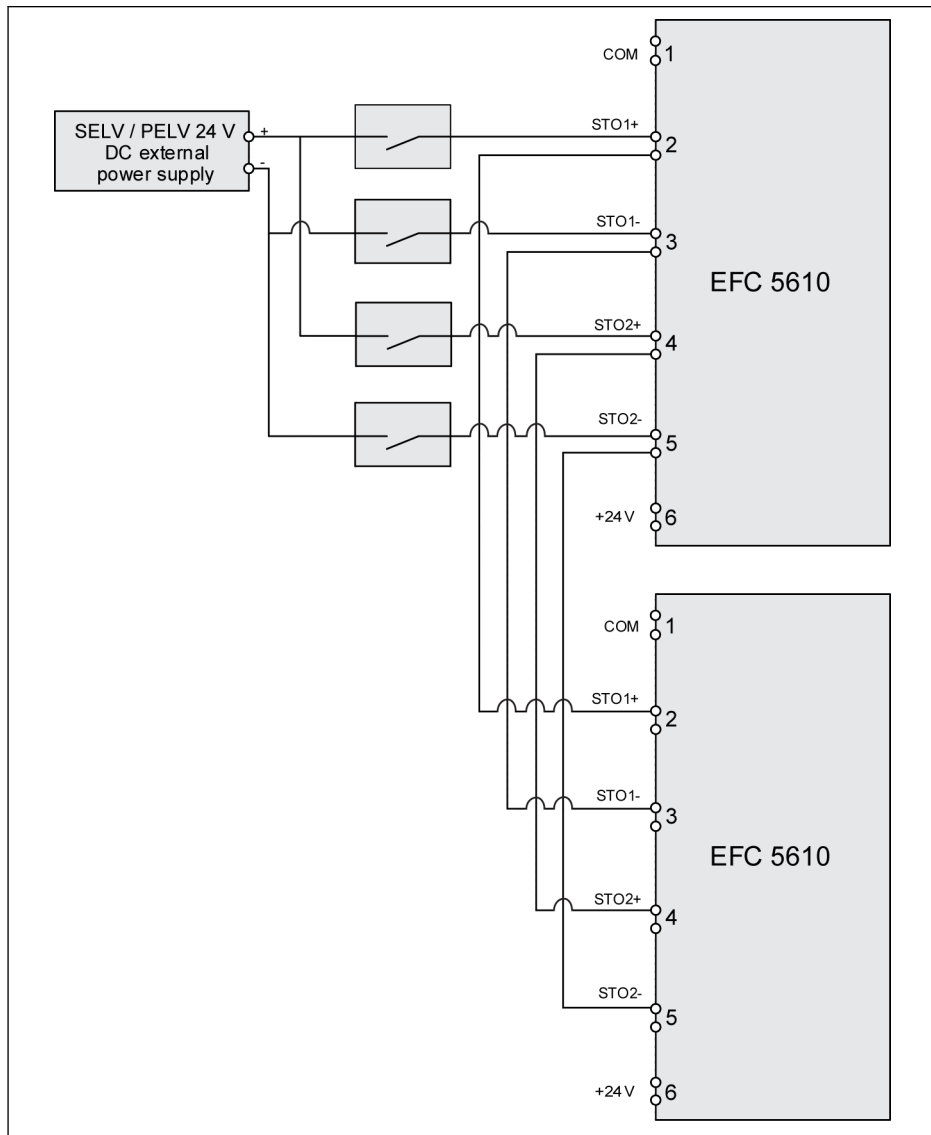 COM 1
SELV / PELV 24 V
DC external
power supply
+
-
STO1+ 2
STO1- 3
EFC 5610
STO2+ 4
STO2- 5
+24 V 6
COM 1
STO1+ 2
STO1- 3
EFC 5610
STO2+ 4
STO2- 5
+24 V 6